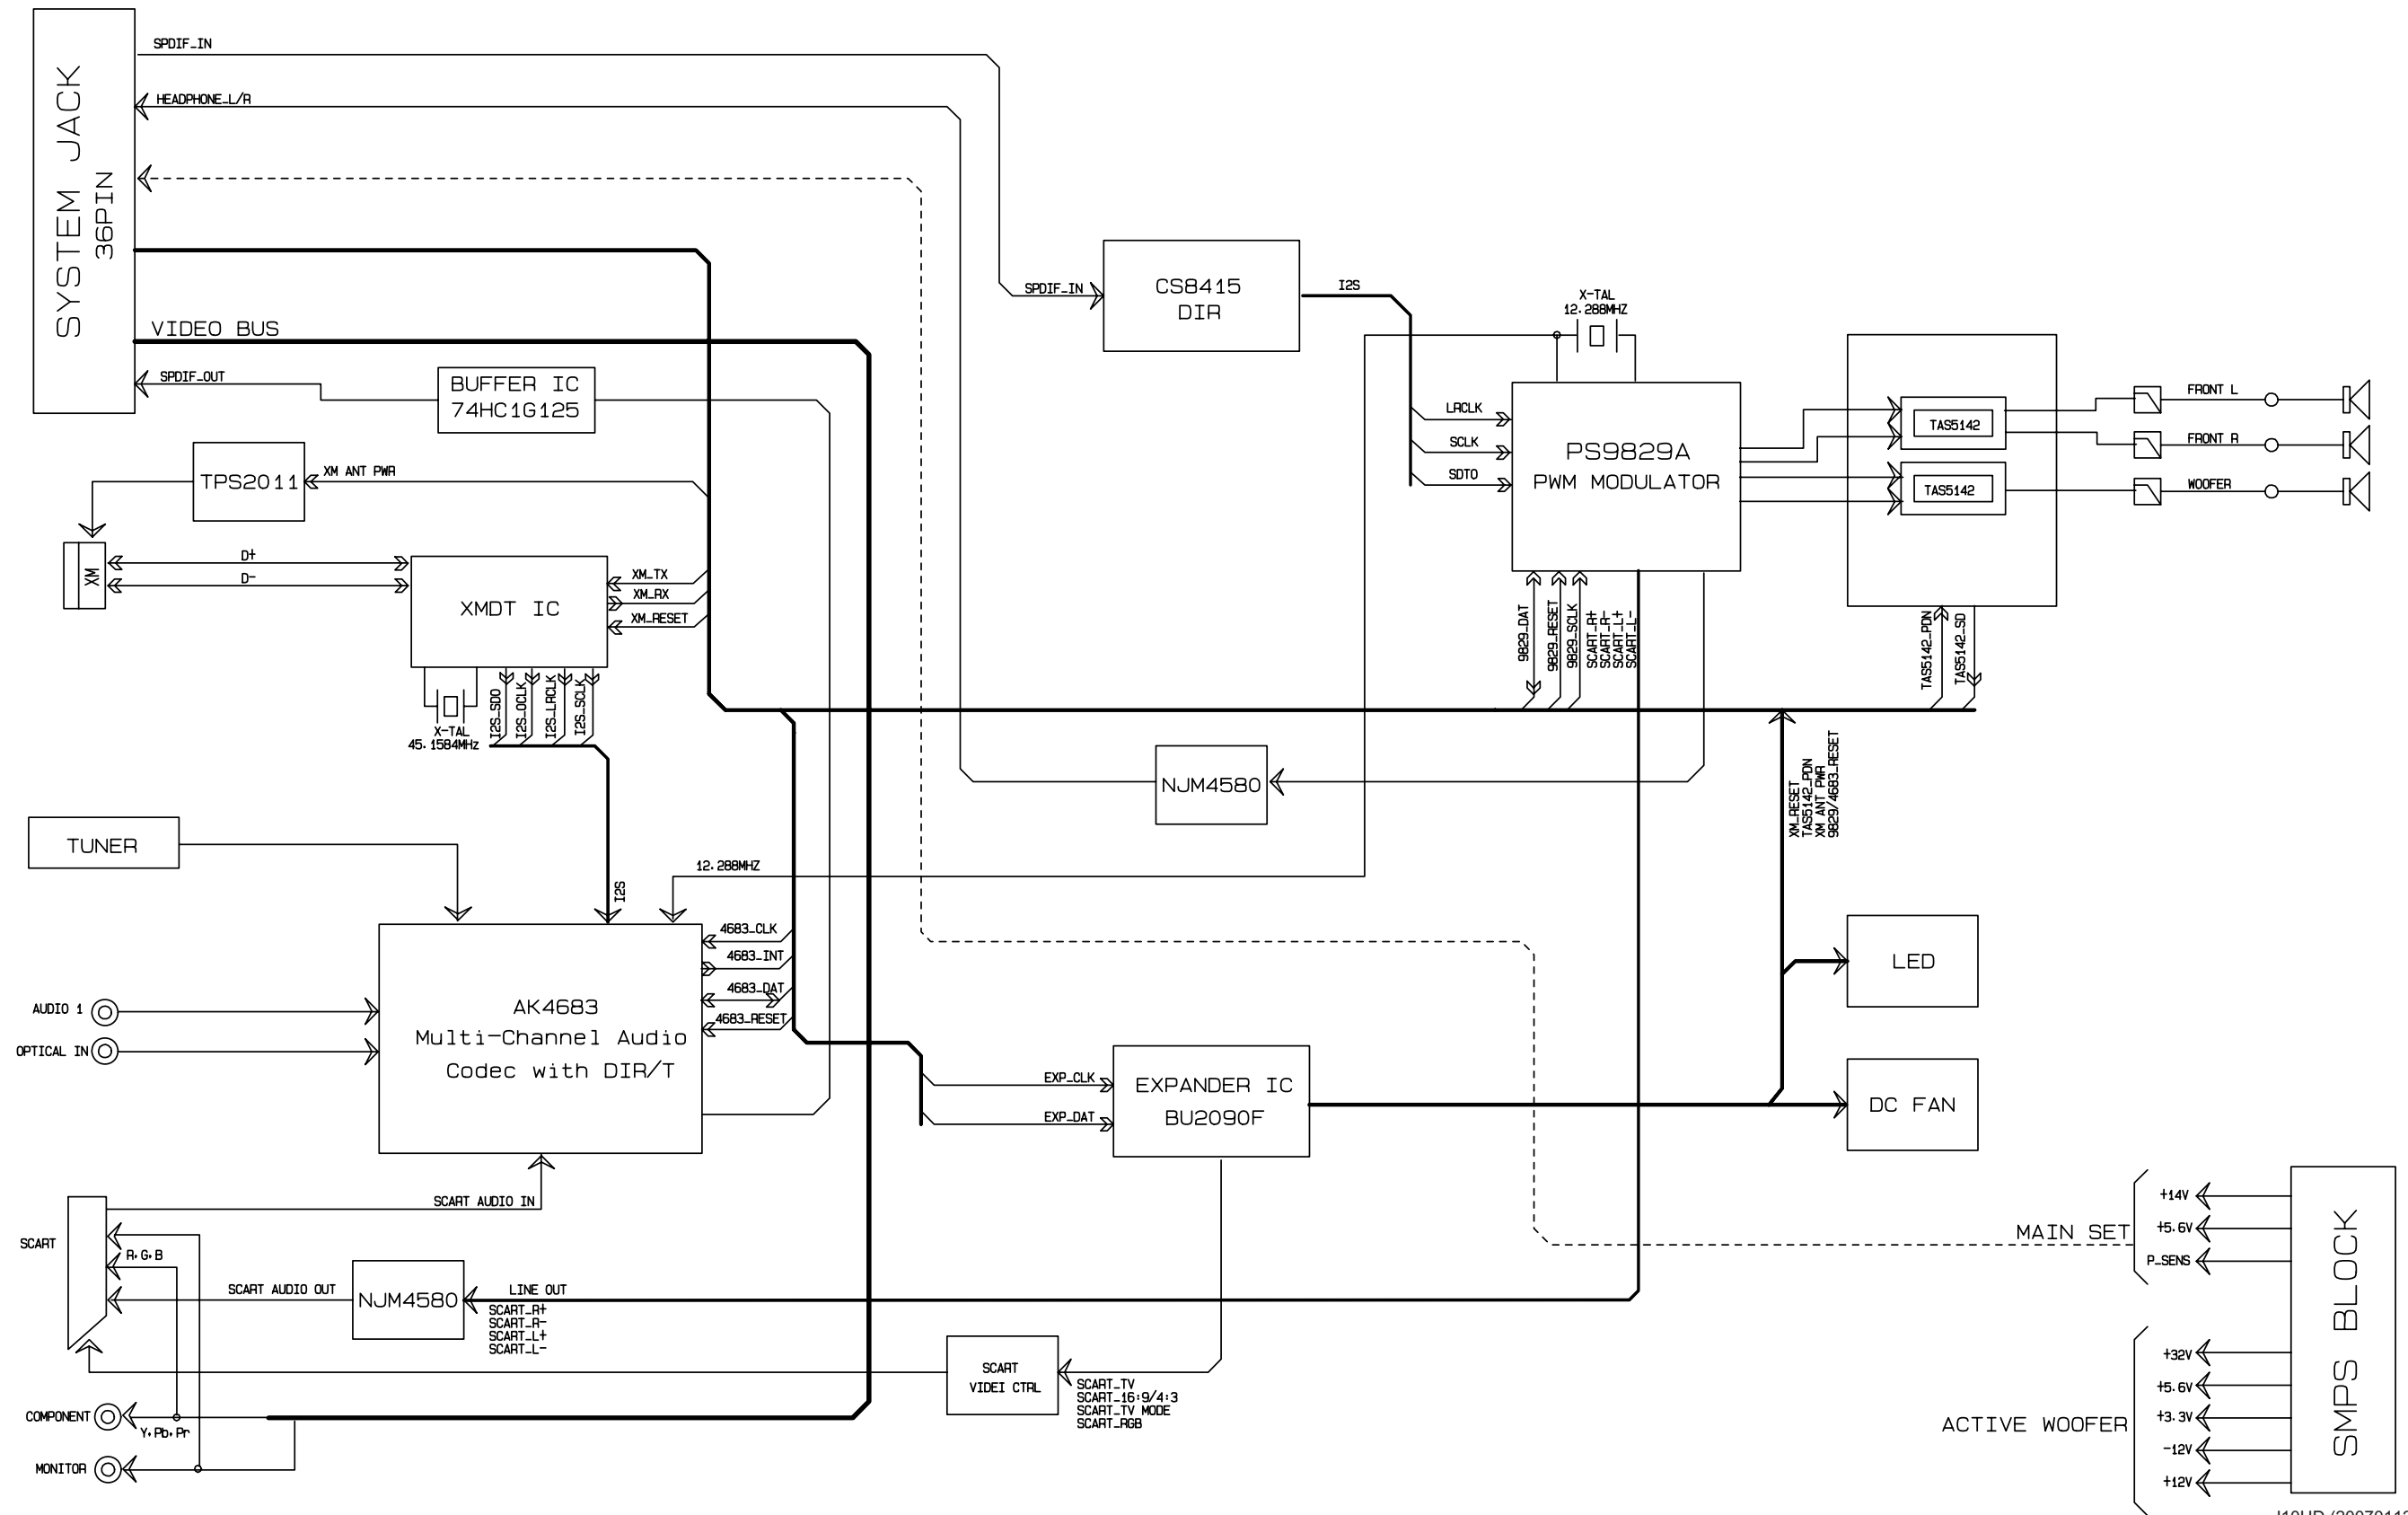 SYSTEM JACK
36PIN
SPDIF_IN
HEADPHONE_L/R
VIDEO BUS
SPDIF_OUT
BUFFER IC
74HC1G125
TPS2011
XM ANT PWR
XM
D+
D-
XMDT IC
XM_TX
XM_RX
XM_RESET
X-TAL
45.1584MHz
I2S_SDO
I2S_OCLK
I2S_LRCLK
I2S_SCLK
I2S
SPDIF_IN
CS8415
DIR
I2S
LRCLK
SCLK
SDTO
X-TAL
12.288MHZ
PS9829A
PWM MODULATOR
TAS5142
TAS5142
FRONT L
FRONT R
WOOFER
9829_DAT
9829_RESET
9829_SCLK
SCART_R+
SCART_R-
SCART_L+
SCART_L-
TAS5142_PDN
TAS5142_SD
NJM4580
XM_RESET
TAS5142_PDN
XM ANT PWR
9829/4683_RESET
TUNER
12.288MHZ
AUDIO 1
OPTICAL IN
AK4683
Multi-Channel Audio
Codec with DIR/T
4683_CLK
4683_INT
4683_DAT
4683_RESET
EXP_CLK
EXP_DAT
EXPANDER IC
BU2090F
LED
DC FAN
SCART AUDIO IN
SCART
R,G,B
SCART AUDIO OUT
NJM4580
LINE OUT
SCART_R+
SCART_R-
SCART_L+
SCART_L-
SCART
VIDEI CTRL
SCART_TV
SCART_16:9/4:3
SCART_TV MODE
SCART_RGB
COMPONENT
Y,Pb,Pr
MONITOR
MAIN SET
+14V
+5.6V
P_SENS
ACTIVE WOOFER
+32V
+5.6V
+3.3V
-12V
+12V
SMPS BLOCK